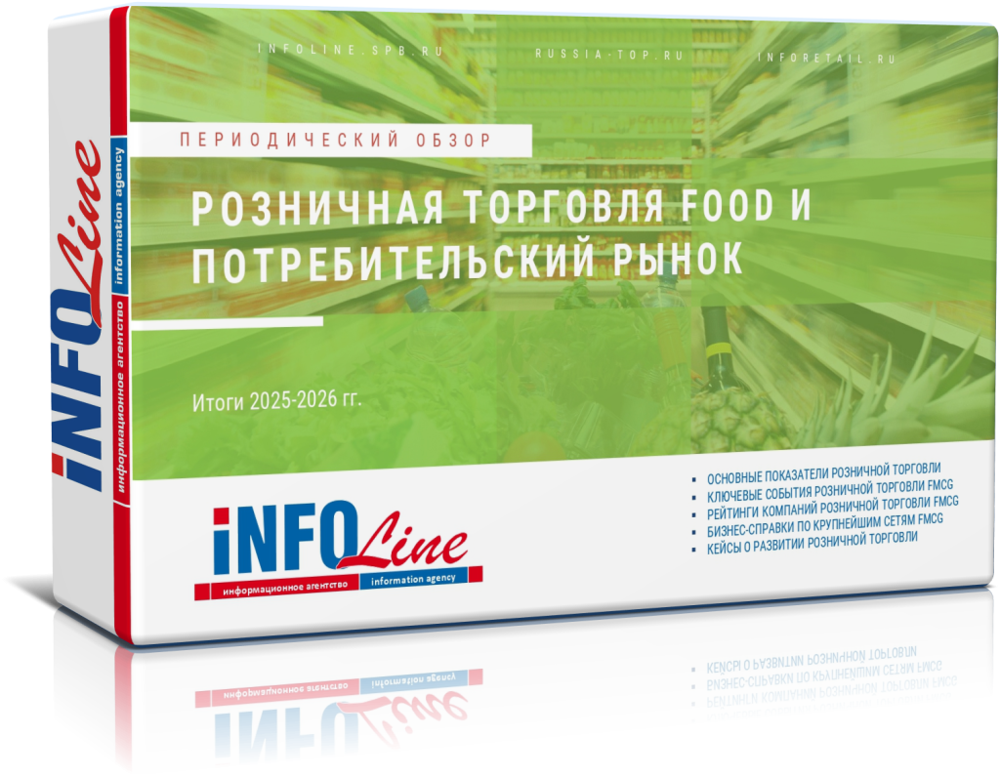 INFOLINE.SPB.RU
RUSSIA-TOP.RU
INFORETAIL.RU
ПЕРИОДИЧЕСКИЙ ОБЗОР
РОЗНИЧНАЯ ТОРГОВЛЯ FOOD И
ПОТРЕБИТЕЛЬСКИЙ РЫНОК
Итоги 2025-2026 гг.
▪ ОСНОВНЫЕ ПОКАЗАТЕЛИ РОЗНИЧНОЙ ТОРГОВЛИ
▪ КЛЮЧЕВЫЕ СОБЫТИЯ РОЗНИЧНОЙ ТОРГОВЛИ FMCG
▪ РЕЙТИНГИ КОМПАНИЙ РОЗНИЧНОЙ ТОРГОВЛИ FMCG
▪ БИЗНЕС-СПРАВКИ ПО КРУПНЕЙШИМ СЕТЯМ FMCG
▪ КЕЙСЫ О РАЗВИТИИ РОЗНИЧНОЙ ТОРГОВЛИ
iNFOLine
информационное агентство information agency
iNFOLine
информационное агентство information agency